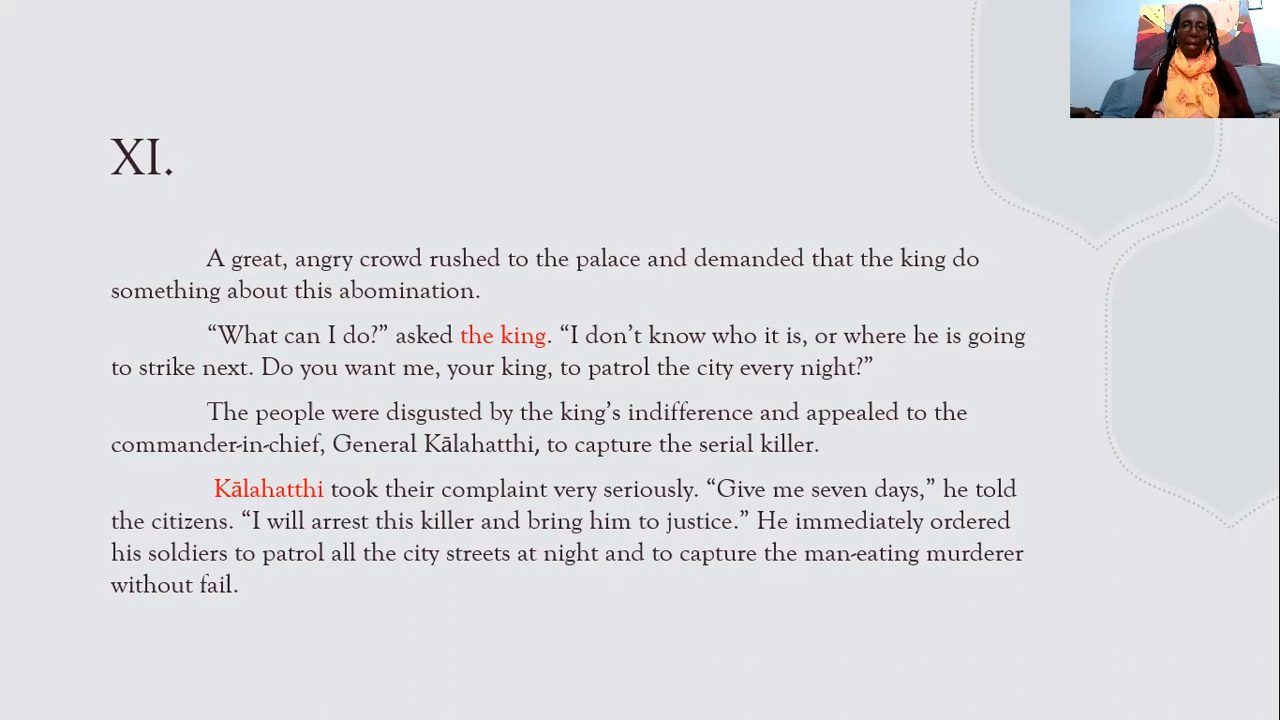 XI.
A great, angry crowd rushed to the palace and demanded that the king do
something about this abomination.
“What can I do?” asked the king. “I don’t know who it is, or where he is going
to strike next. Do you want me, your king, to patrol the city every night?”
The people were disgusted by the king’s indifference and appealed to the
commander-in-chief, General Kālahatthi, to capture the serial killer.
Kālahatthi took their complaint very seriously. “Give me seven days,” he told
the citizens. “I will arrest this killer and bring him to justice.” He immediately ordered
his soldiers to patrol all the city streets at night and to capture the man-eating murderer
without fail.